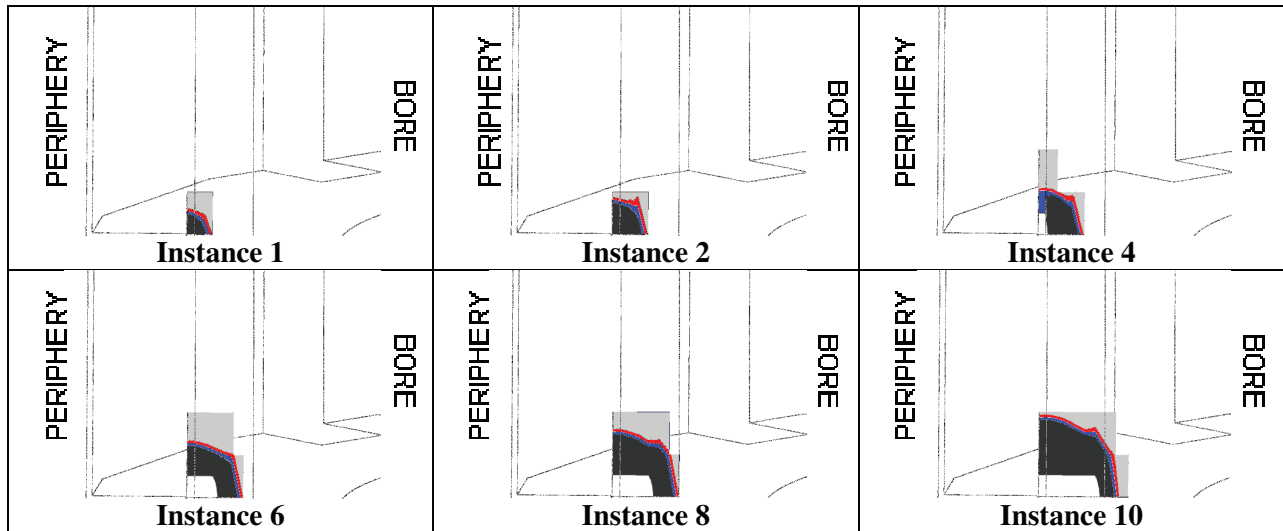 PERIPHERY
BORE
Instance 1
PERIPHERY
BORE
Instance 2
PERIPHERY
BORE
Instance 4
PERIPHERY
BORE
Instance 6
PERIPHERY
BORE
Instance 8
PERIPHERY
BORE
Instance 10